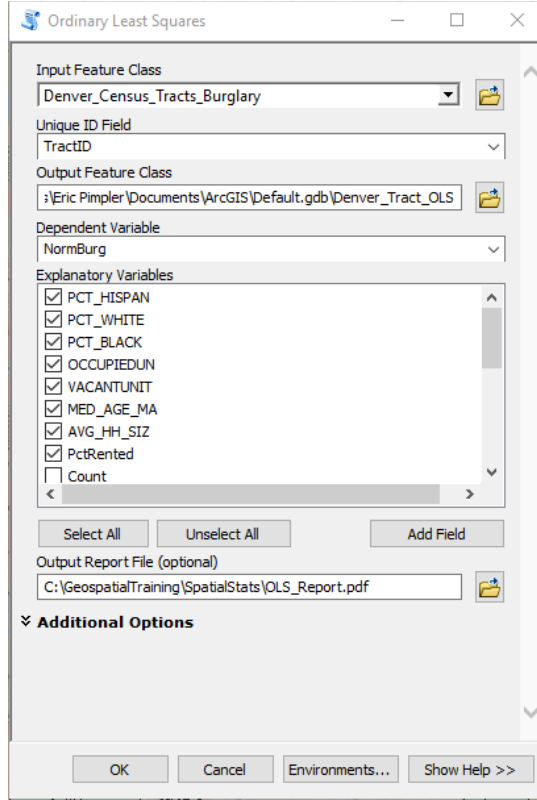 Ordinary Least Squares
Input Feature Class
Denver_Census_Tracts_Burglary
Unique ID Field
TractID
Output Feature Class
s\Eric Pimpler\Documents\ArcGIS\Default.gdb\Denver_Tract_OLS
Dependent Variable
NormBurg
Explanatory Variables
PCT_HISPAN
PCT_WHITE
PCT_BLACK
OCCUPIEDUN
VACANTUNIT
MED_AGE_MA
AVG_HH_SIZ
PctRented
Count
Select All Unselect All Add Field
Output Report File (optional)
C:\GeospatialTraining\SpatialStats\OLS_Report.pdf
Additional Options
OK Cancel Environments... Show Help >>